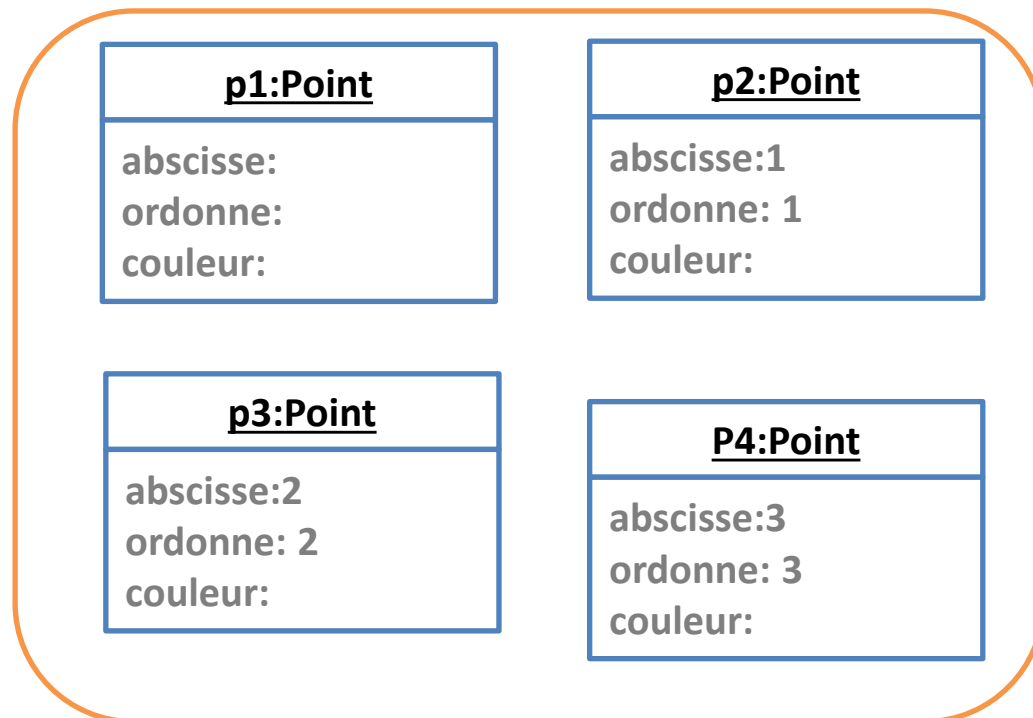 p1:Point
abscisse:
ordonne:
couleur:
p2:Point
abscisse:1
ordonne: 1
couleur:
p3:Point
abscisse:2
ordonne: 2
couleur:
P4:Point
abscisse:3
ordonne: 3
couleur: